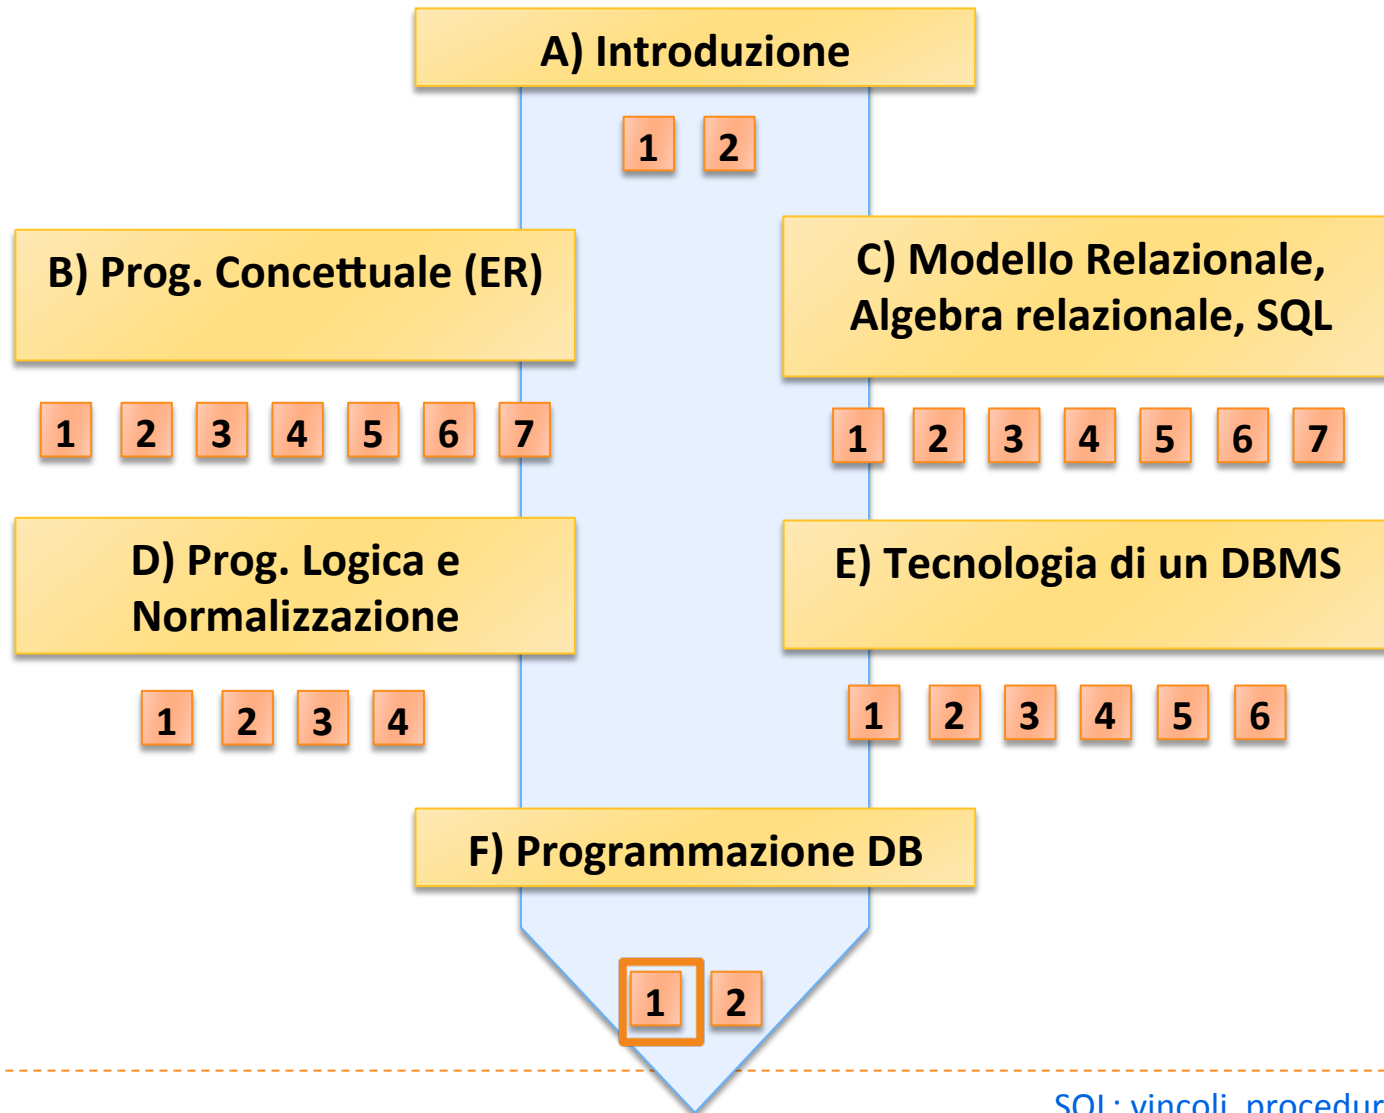 A) Introduzione
1 2
B) Prog. Concettuale (ER)
C) Modello Relazionale,
Algebra relazionale, SQL
1 2 3 4 5 6 7
1 2 3 4 5 6 7
D) Prog. Logica e
Normalizzazione
E) Tecnologia di un DBMS
1 2 3 4
1 2 3 4 5 6
F) Programmazione DB
1 2
SQL: vincoli, procedur